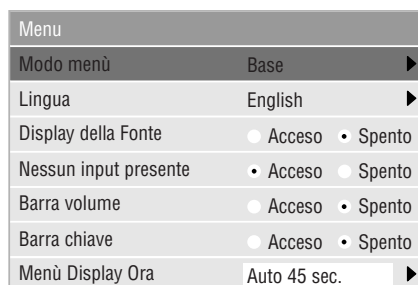 Menu
Modo menù Base
Lingua English
Display della Fonte Acceso Spento
Nessun input presente Acceso Spento
Barra volume Acceso Spento
Barra chiave Acceso Spento
Menù Display Ora Auto 45 sec.